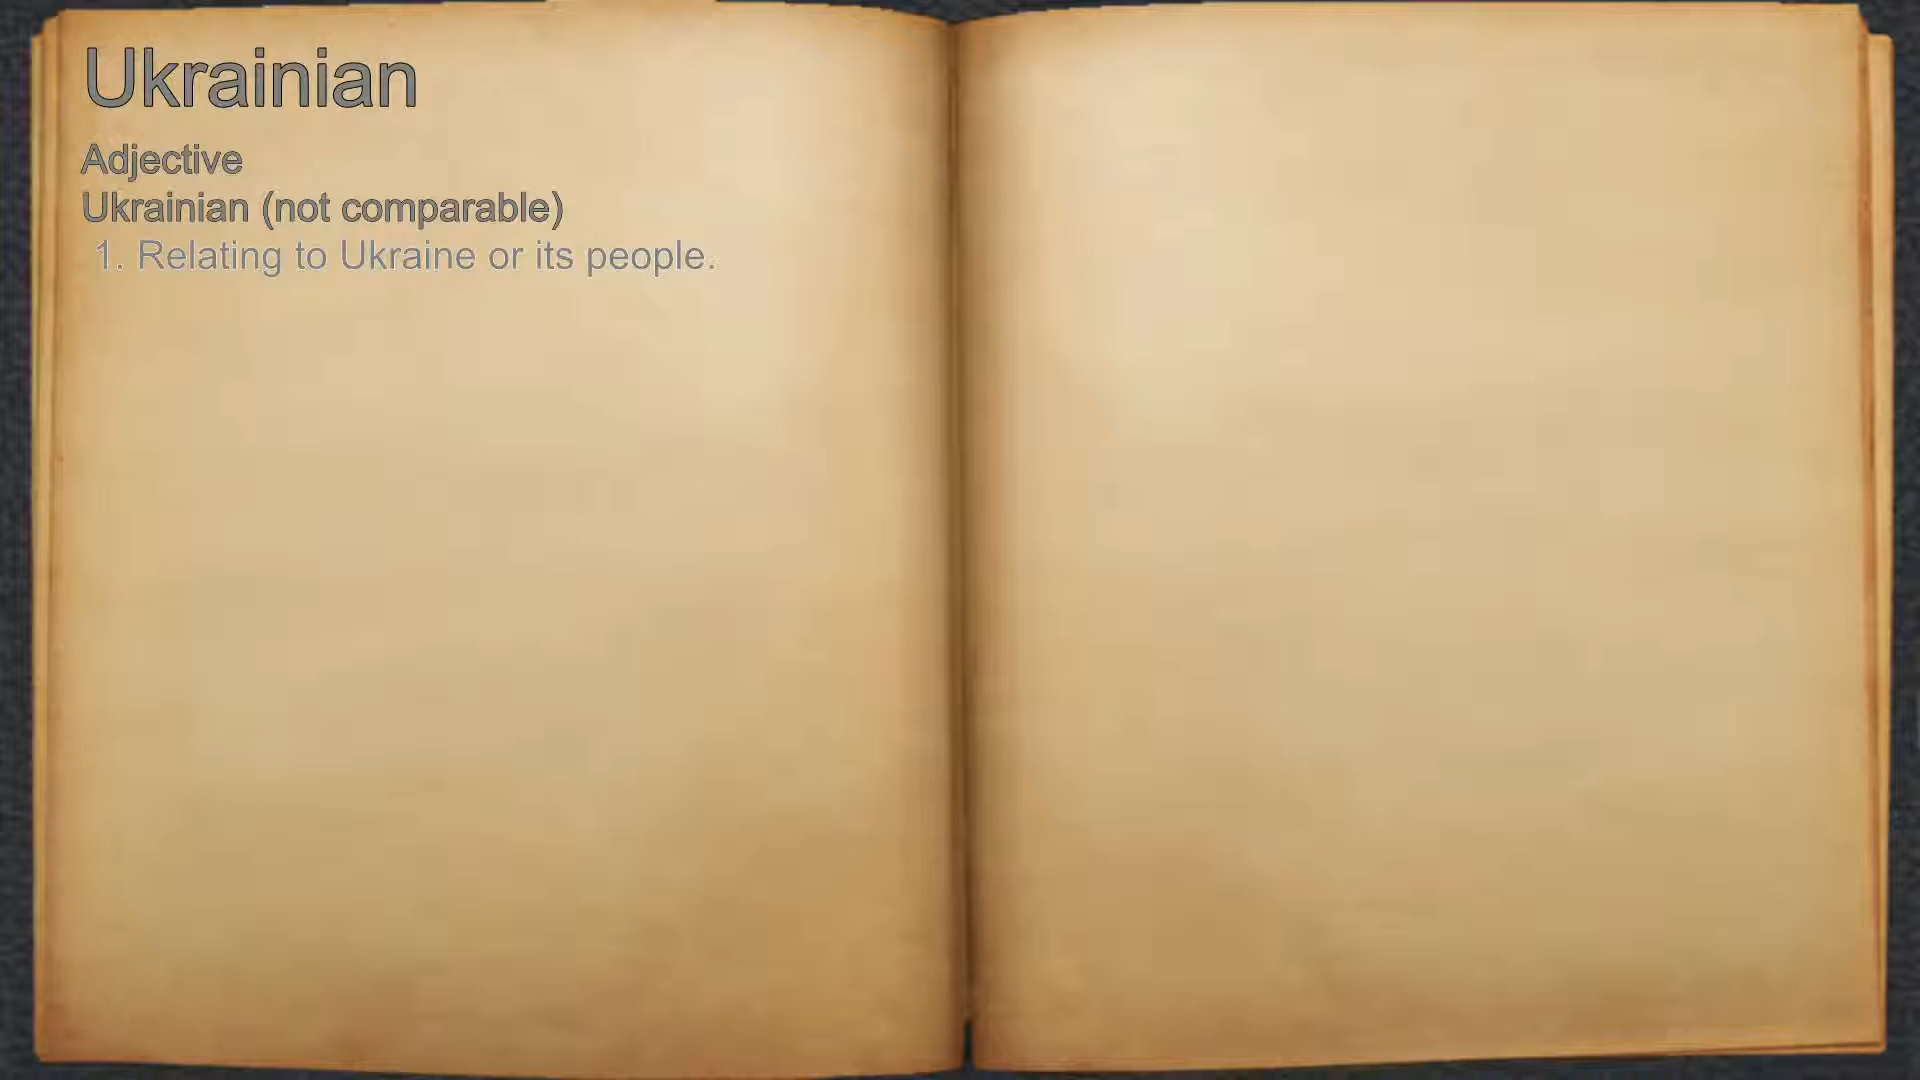 Ukrainian
Adjective
Ukrainian (not comparable)
1. Relating to Ukraine or its people.